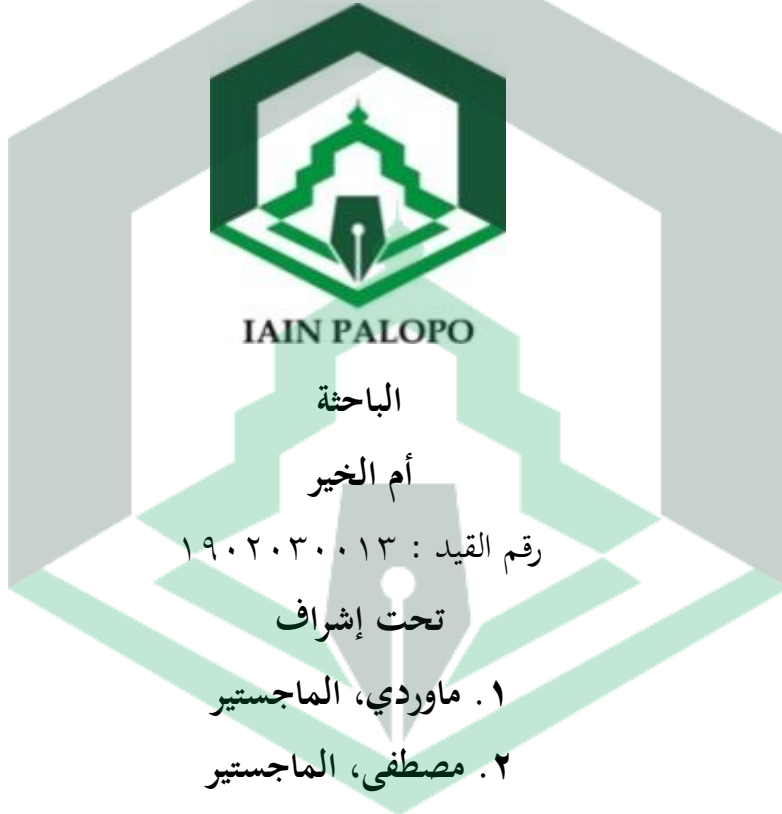 IAIN PALOPO
الباحثة
أم الخير
رقم القيد : ١٩٠٢٠٣٠٠١٣
تحت إشراف
١. ماوردي، الماجستير
٢. مصطفى، الماجستير